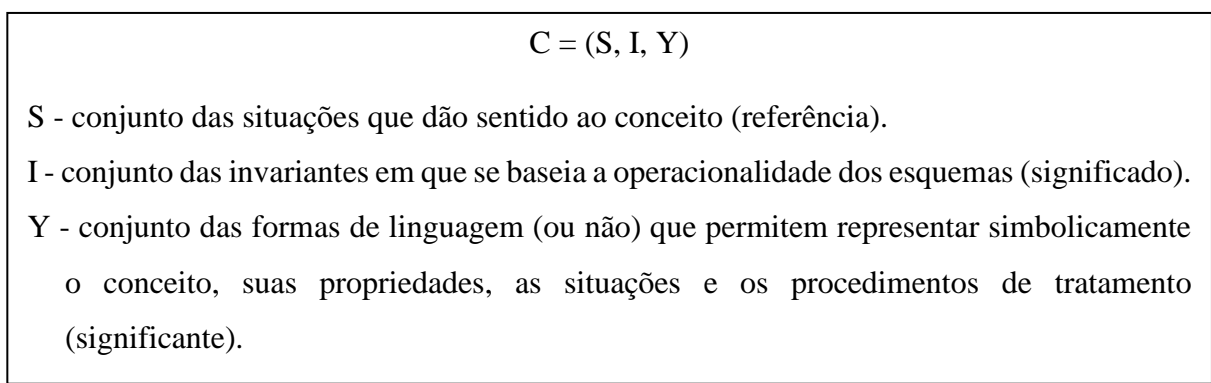 C = (S, I, Y)
S - conjunto das situações que dão sentido ao conceito (referência).
I - conjunto das invariantes em que se baseia a operacionalidade dos esquemas (significado).
Y - conjunto das formas de linguagem (ou não) que permitem representar simbolicamente
o conceito, suas propriedades, as situações e os procedimentos de tratamento
(significante).